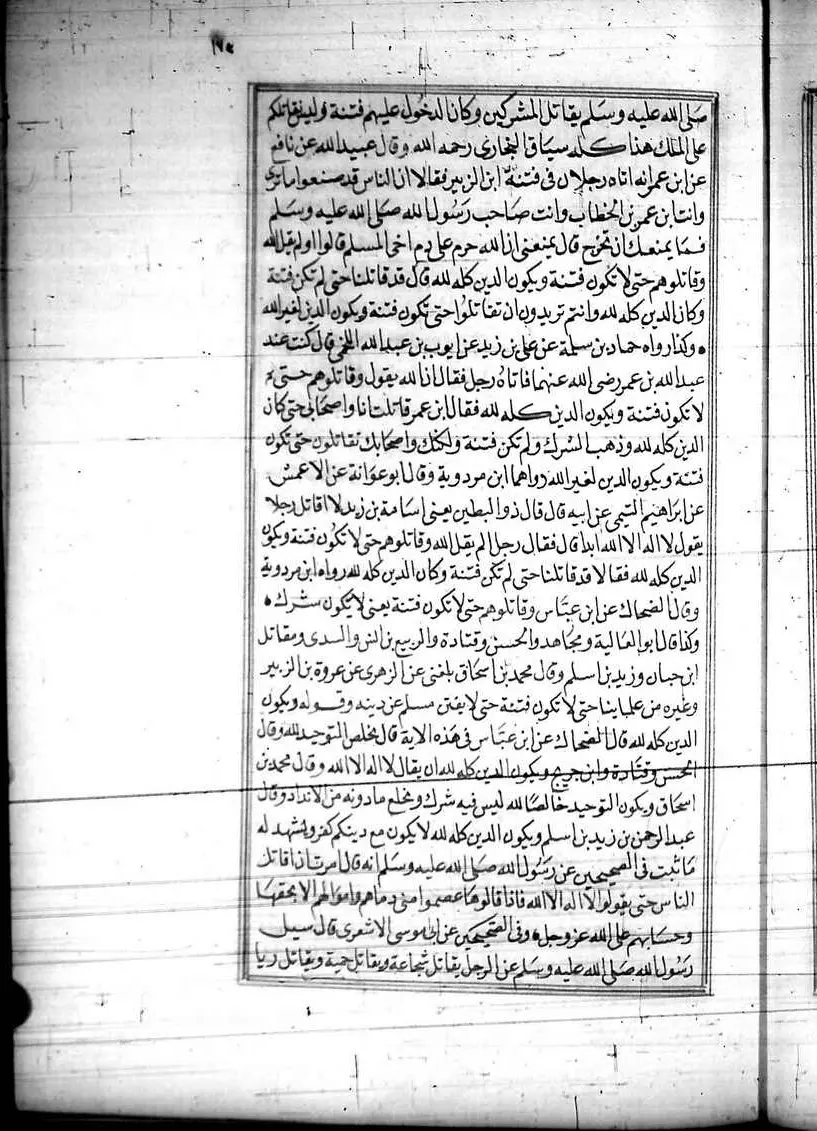 صلى الله عليه وسلم يقاتل المشركين وكان الدخول عليهم فتنة وليس بقتالكم
على الملك هذا كله سياق البخاري رحمه الله وقال عبيد الله عن نافع
عن ابن عمر انه اتاه رجلان في فتنة ابن الزبير فقالا ان الناس قد صنعوا ما ترى
وانت ابن عمر بن الخطاب وانت صاحب رسول الله صلى الله عليه وسلم
فما يمنعك ان تخرج قال يمنعني ان الله حرم على دم اخي المسلم قالوا اولم يقل الله
وقاتلوهم حتى لا تكون فتنة ويكون الدين كله لله قال قد قاتلنا حتى لم تكن فتنة
وكان الدين كله لله وانتم تريدون ان تقاتلوا حتى تكون فتنة ويكون الدين لغير الله
وكذا رواه حماد بن سلمة عن علي بن زيد عن ايوب بن عبد الله اللخمي قال كنت عند
عبد الله بن عمر رضي الله عنهما فاتاه رجل فقال ان الله يقول وقاتلوهم حتى
لا تكون فتنة ويكون الدين كله لله فقال ابن عمر قاتلت انا واصحابي حتى كان
الدين كله لله وذهب الشرك ولم تكن فتنة ولكنك واصحابك تقاتلون حتى تكون
فتنة ويكون الدين لغير الله رواهما ابن مردوية وقال ابو عوانة عن الاعمش
عن ابراهيم التيمي عن ابيه قال قال ذو البطين يعني اسامة بن زيد لا اقاتل رجلا
يقول لا اله الا الله ابدا قال فقال رجل الم يقل الله وقاتلوهم حتى لا تكون فتنة ويكون
الدين كله لله فقالا قد قاتلنا حتى لم تكن فتنة وكان الدين كله لله رواه ابن مردوية
وقال الضحاك عن ابن عباس وقاتلوهم حتى لا تكون فتنة يعني لا يكون شرك
وكذا قال ابو العالية ومجاهد والحسن وقتادة والربيع بن انس والسدي ومقاتل
ابن حبان وزيد بن اسلم وقال محمد بن اسحاق بلغني عن الزهري عن عروة بن الزبير
وغيره من علماينا حتى لا تكون فتنة حتى لا يفتن مسلم عن دينه وقوله ويكون
الدين كله لله قال الضحاك عن ابن عباس في هذه الاية قال يخلص التوحيد لله وقال
الحسن وقتادة وابن جريج ويكون الدين كله لله ان يقال لا اله الا الله وقال محمد بن
اسحاق ويكون التوحيد خالصا لله ليس فيه شرك ويخلع ما دونه من الانداد وقال
عبد الرحمن بن زيد بن اسلم ويكون الدين كله لله لا يكون مع دينكم كفر ويشهد له
ما ثبت في الصحيحين عن رسول الله صلى الله عليه وسلم انه قال امرت ان اقاتل
الناس حتى يقولوا لا اله الا الله فاذا قالوها عصموا مني دماهم واموالهم الا بحقها
وحسابهم على الله عز وجل وفي الصحيحين عن ابي موسى الاشعري قال سيل
رسول الله صلى الله عليه وسلم عن الرجل يقاتل شجاعة ويقاتل حمية ويقاتل ريا